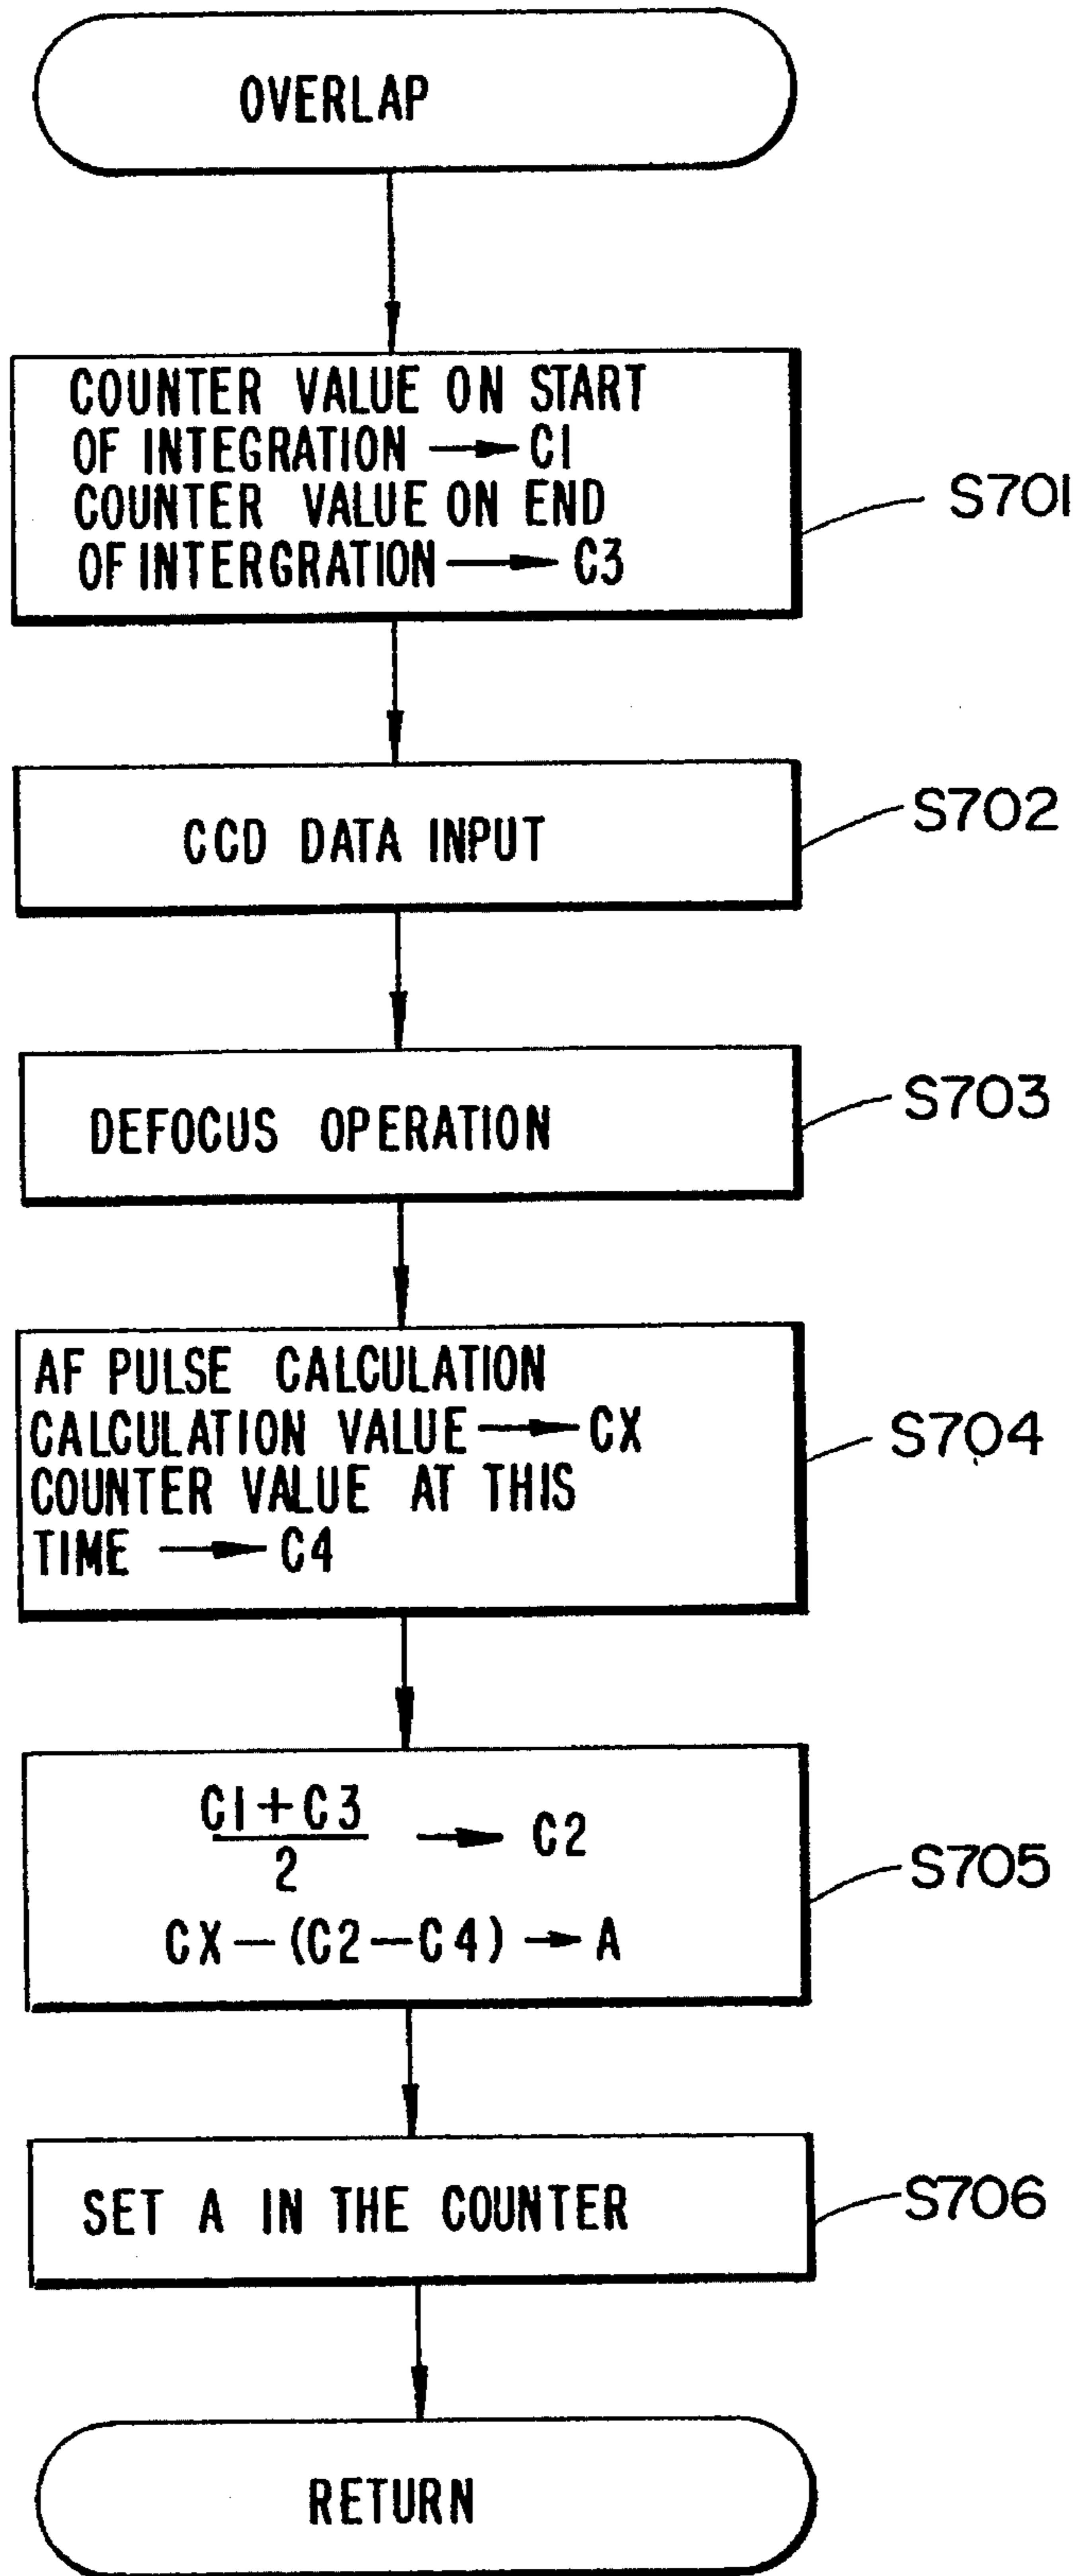 OVERLAP
COUNTER VALUE ON START
OF INTEGRATION → C1
COUNTER VALUE ON END
OF INTERGRATION → C3
S701
CCD DATA INPUT
S702
DEFOCUS OPERATION
S703
AF PULSE CALCULATION
CALCULATION VALUE → CX
COUNTER VALUE AT THIS
TIME → C4
S704
C1+C3
2
→ C2
CX-(C2-C4) → A
S705
SET A IN THE COUNTER
S706
RETURN